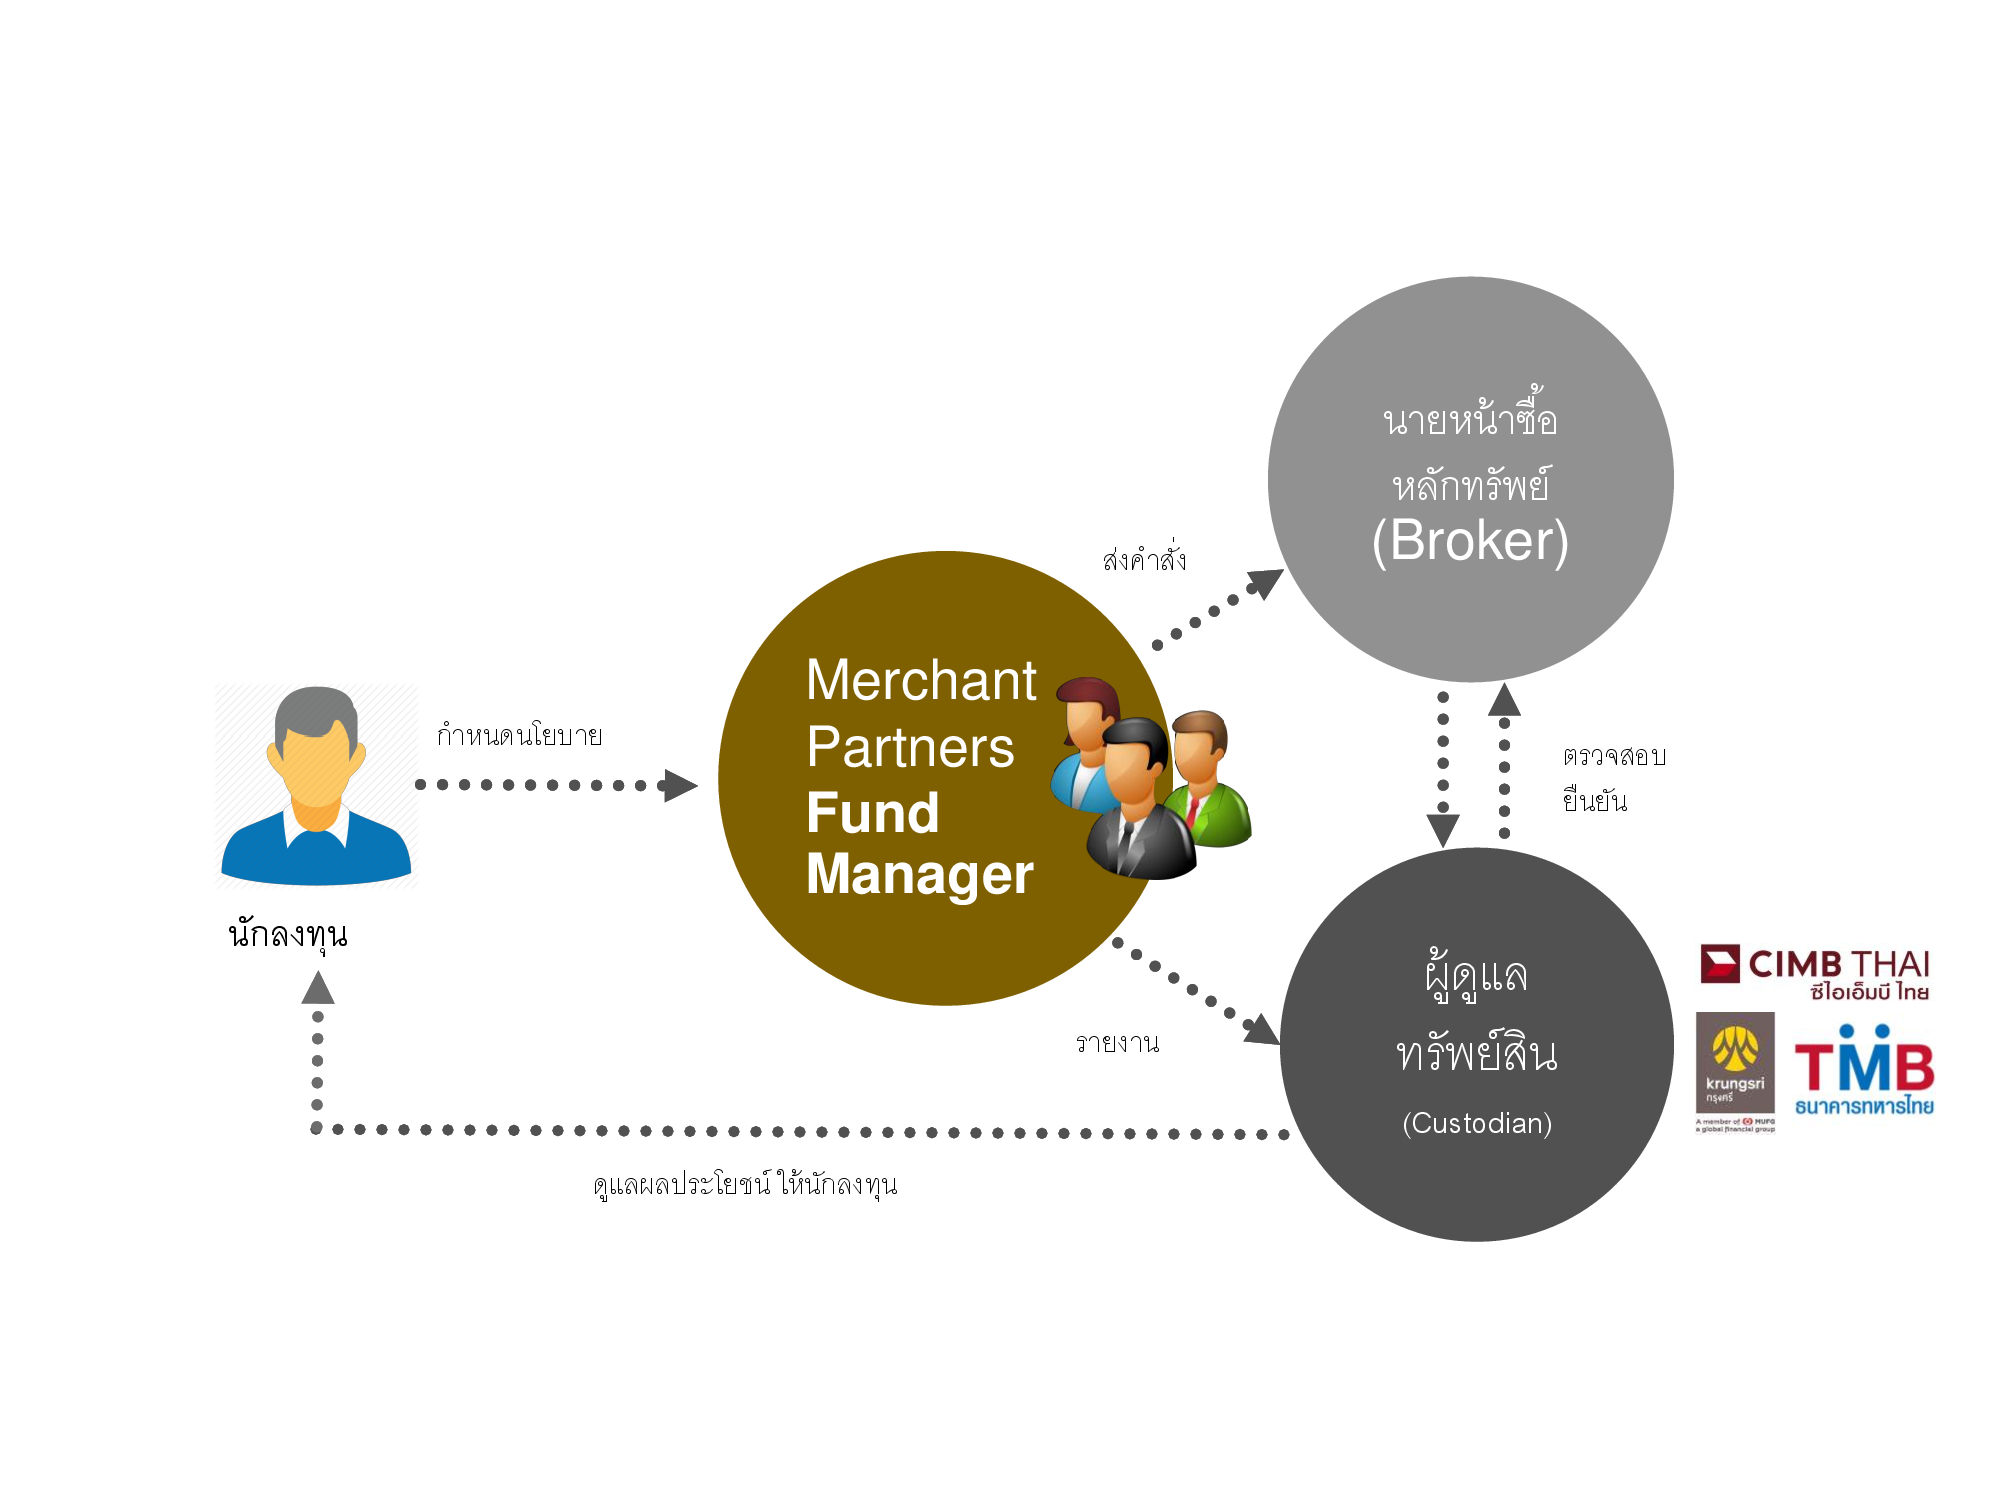 นายหน้าซื้อ
หลักทรัพย์
(Broker)
ส่งคำสั่ง
Merchant
Partners
Fund
Manager
กำหนดนโยบาย
ตรวจสอบ
ยืนยัน
นักลงทุน
ผู้ดูแล
ทรัพย์สิน
(Custodian)
รายงาน
CIMB THAI
ซีไอเอ็มบี ไทย
krungsri
กรุงศรี
A member of MUFG
a global financial group
TMB
ธนาคารทหารไทย
ดูแลผลประโยชน์ ให้นักลงทุน